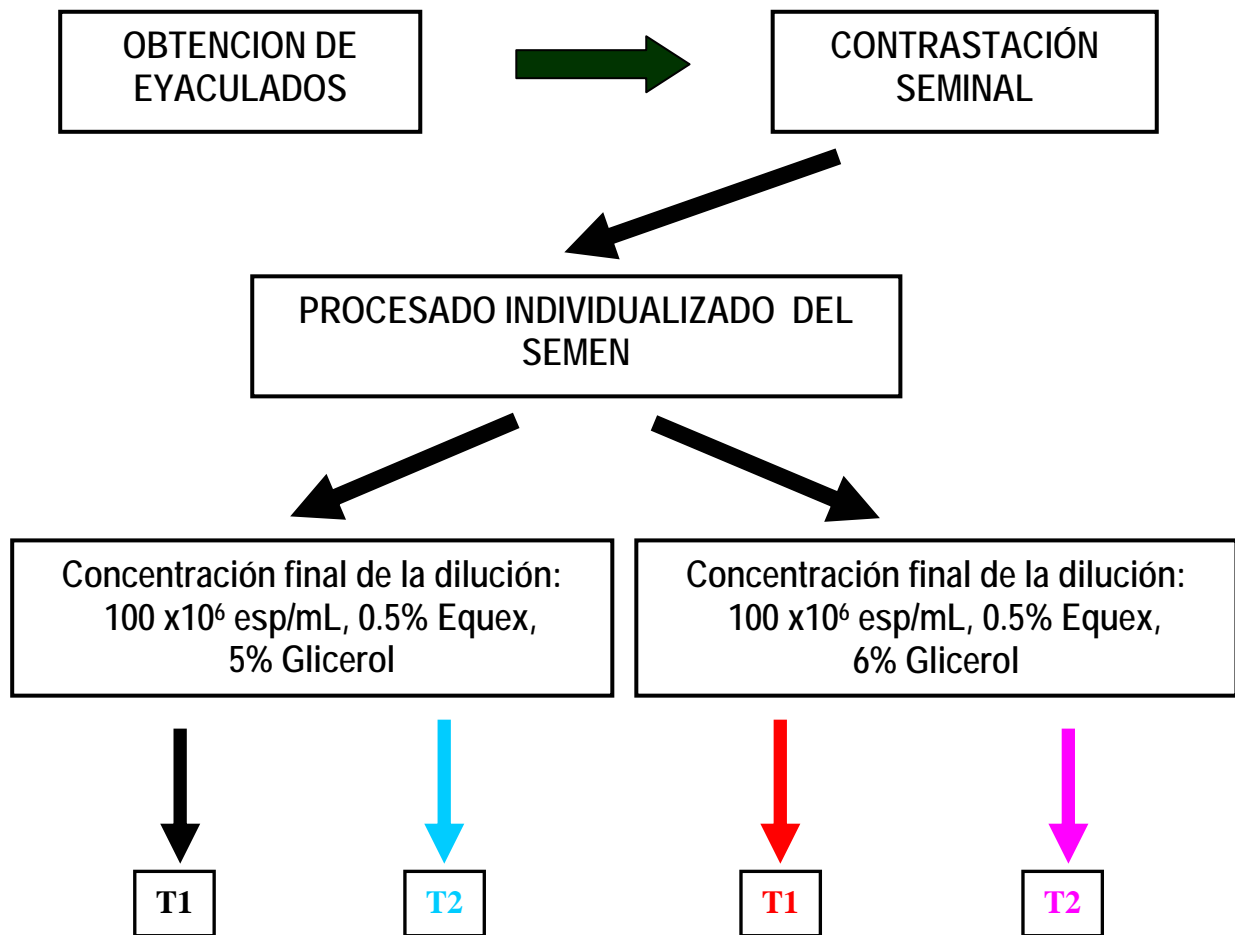 OBTENCION DE
EYACULADOS
CONTRASTACIÓN
SEMINAL
PROCESADO INDIVIDUALIZADO DEL
SEMEN
Concentración final de la dilución:
100 x10⁶ esp/mL, 0.5% Equex,
5% Glicerol
Concentración final de la dilución:
100 x10⁶ esp/mL, 0.5% Equex,
6% Glicerol
T1
T2
T1
T2